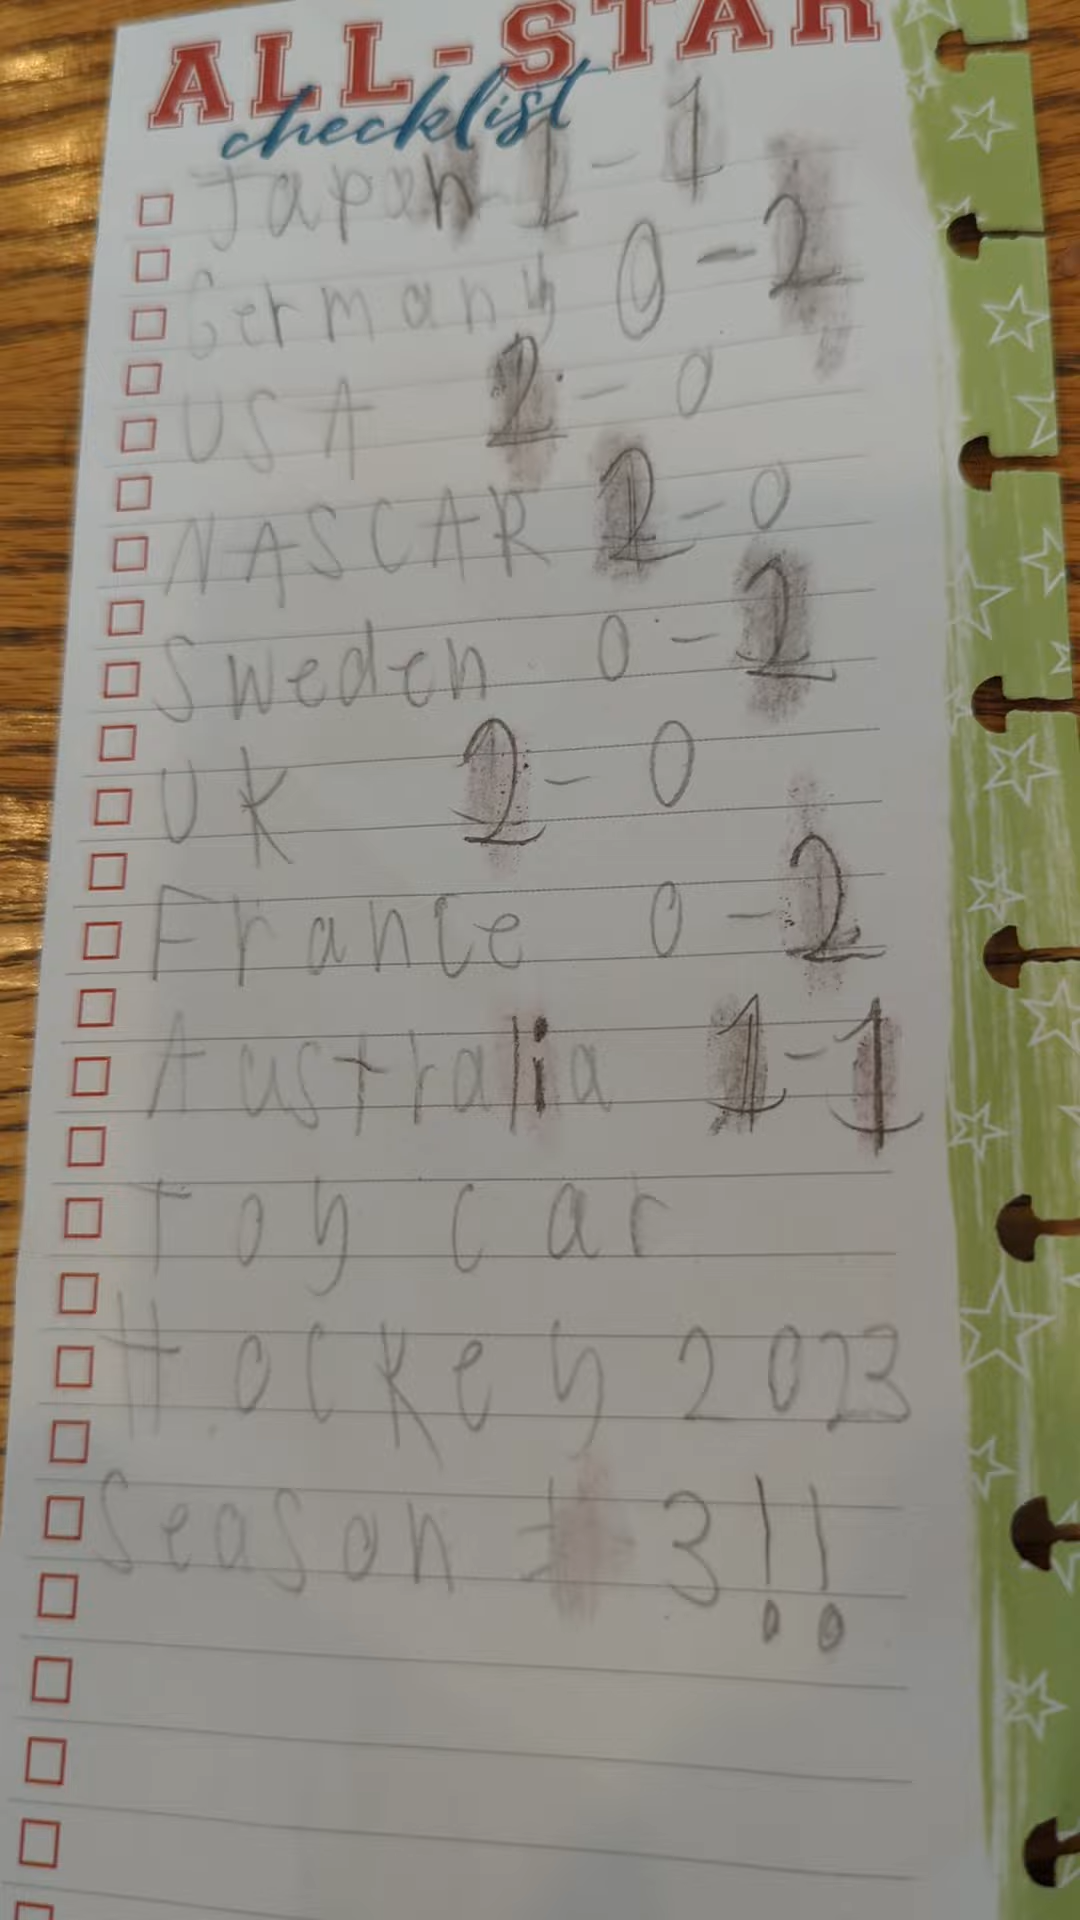 ALL-STAR
checklist
Japan 1-1
Germany 0-2
USA 2-0
NASCAR 2-0
Sweden 0-2
UK 2-0
France 0-2
Australia 1-1
Toy car
Hockey 2023
Season = 3!!